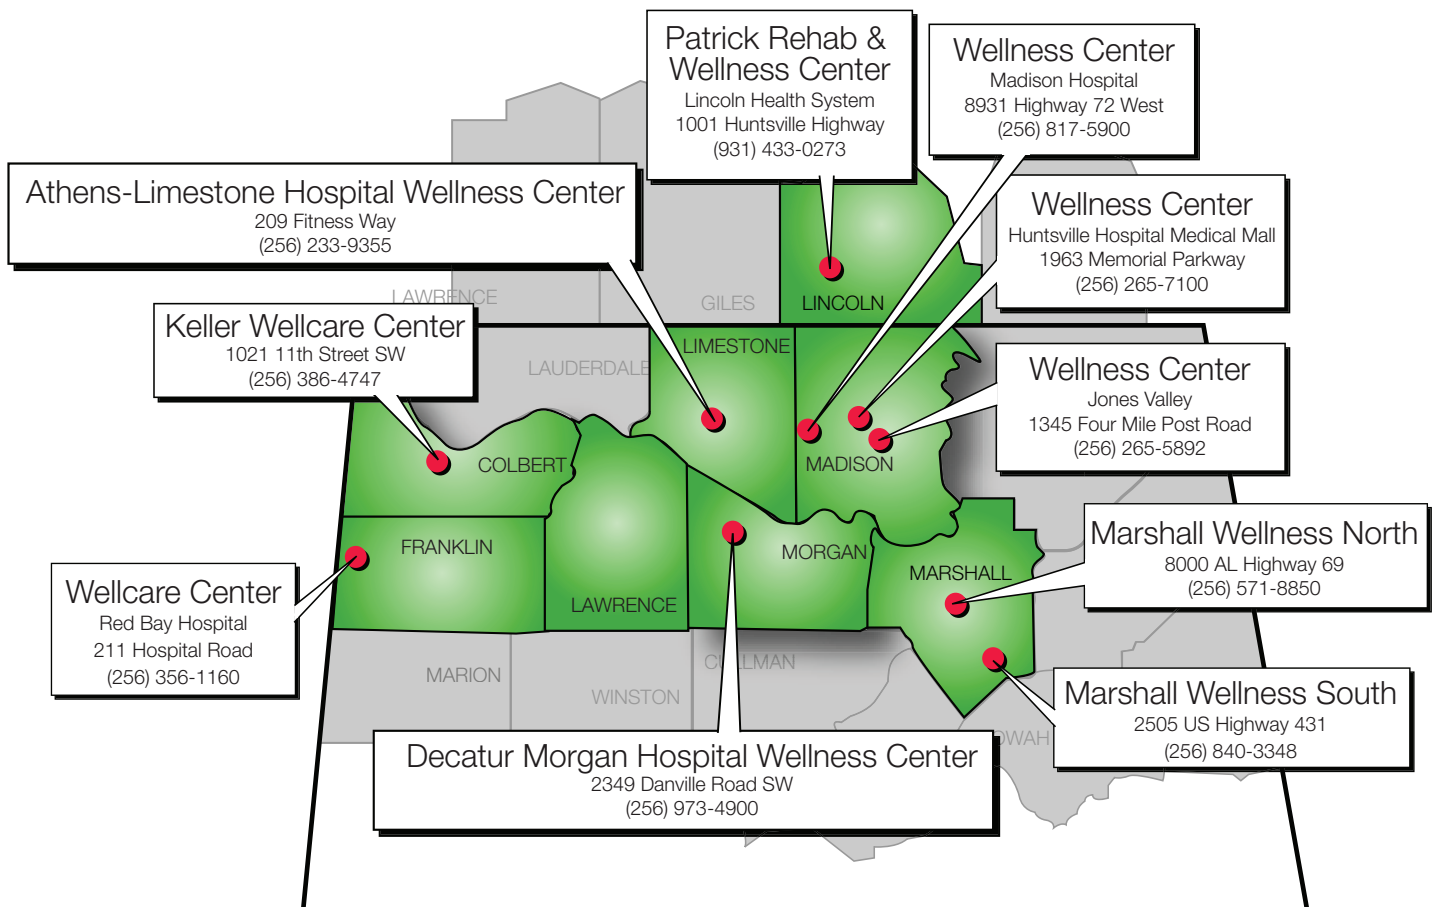 Patrick Rehab &
Wellness Center
Lincoln Health System
1001 Huntsville Highway
(931) 433-0273
Wellness Center
Madison Hospital
8931 Highway 72 West
(256) 817-5900
Athens-Limestone Hospital Wellness Center
209 Fitness Way
(256) 233-9355
Wellness Center
Huntsville Hospital Medical Mall
1963 Memorial Parkway
(256) 265-7100
Keller Wellcare Center
1021 11th Street SW
(256) 386-4747
Wellness Center
Jones Valley
1345 Four Mile Post Road
(256) 265-5892
Marshall Wellness North
8000 AL Highway 69
(256) 571-8850
Wellcare Center
Red Bay Hospital
211 Hospital Road
(256) 356-1160
Marshall Wellness South
2505 US Highway 431
(256) 840-3348
Decatur Morgan Hospital Wellness Center
2349 Danville Road SW
(256) 973-4900
LAWRENCE
GILES
LINCOLN
LAUDERDALE
LIMESTONE
COLBERT
MADISON
FRANKLIN
LAWRENCE
MORGAN
MARSHALL
MARION
WINSTON
CULLMAN
OWAH